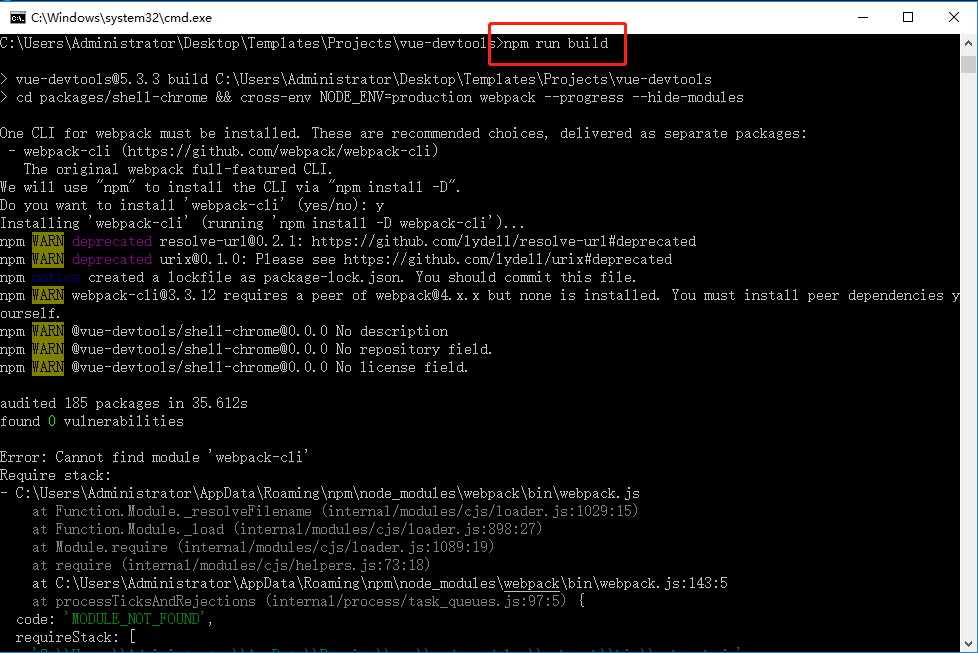 C:\Windows\system32\cmd.exe
C:\Users\Administrator\Desktop\Templates\Projects\vue-devtools>npm run build
> vue-devtools@5.3.3 build C:\Users\Administrator\Desktop\Templates\Projects\vue-devtools
> cd packages/shell-chrome && cross-env NODE_ENV=production webpack --progress --hide-modules
One CLI for webpack must be installed. These are recommended choices, delivered as separate packages:
- webpack-cli (https://github.com/webpack/webpack-cli)
The original webpack full-featured CLI.
We will use "npm" to install the CLI via "npm install -D".
Do you want to install 'webpack-cli' (yes/no): y
Installing 'webpack-cli' (running 'npm install -D webpack-cli')...
npm WARN deprecated resolve-url@0.2.1: https://github.com/lydell/resolve-url#deprecated
npm WARN deprecated urix@0.1.0: Please see https://github.com/lydell/urix#deprecated
npm notice created a lockfile as package-lock.json. You should commit this file.
npm WARN webpack-cli@3.3.12 requires a peer of webpack@4.x.x but none is installed. You must install peer dependencies y
ourself.
npm WARN @vue-devtools/shell-chrome@0.0.0 No description
npm WARN @vue-devtools/shell-chrome@0.0.0 No repository field.
npm WARN @vue-devtools/shell-chrome@0.0.0 No license field.
audited 185 packages in 35.612s
found 0 vulnerabilities
Error: Cannot find module 'webpack-cli'
Require stack:
- C:\Users\Administrator\AppData\Roaming\npm\node_modules\webpack\bin\webpack.js
at Function.Module._resolveFilename (internal/modules/cjs/loader.js:1029:15)
at Function.Module._load (internal/modules/cjs/loader.js:898:27)
at Module.require (internal/modules/cjs/loader.js:1089:19)
at require (internal/modules/cjs/helpers.js:73:18)
at C:\Users\Administrator\AppData\Roaming\npm\node_modules\webpack\bin\webpack.js:143:5
at processTicksAndRejections (internal/process/task_queues.js:97:5) {
code: 'MODULE_NOT_FOUND',
requireStack: [